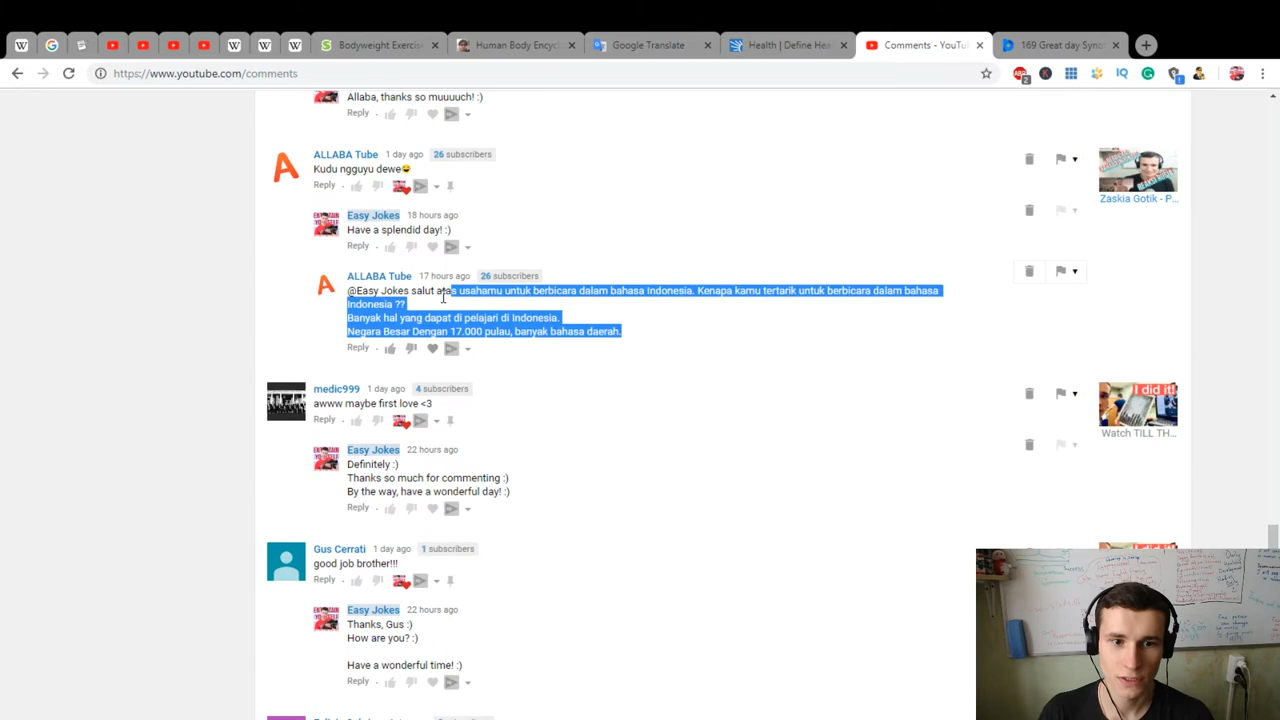 Bodyweight Exercis
Human Body Ency
Google Translate
Health | Define Hea
Comments - YouTu
169 Great day Syno
https://www.youtube.com/comments
Allaba, thanks so muuuuch! :)
Reply
ALLABA Tube 1 day ago 26 subscribers
Kudu ngguyu dewe😂
Reply
Zaskia Gotik - P...
Easy Jokes 18 hours ago
Have a splendid day! :)
Reply
ALLABA Tube 17 hours ago 26 subscribers
@Easy Jokes salut atas usahamu untuk berbicara dalam bahasa Indonesia. Kenapa kamu tertarik untuk berbicara dalam bahasa
Indonesia ??
Banyak hal yang dapat di pelajari di Indonesia.
Negara Besar Dengan 17.000 pulau, banyak bahasa daerah.
Reply
medic999 1 day ago 4 subscribers
awww maybe first love <3
Reply
I did it!
Watch TILL TH...
Easy Jokes 22 hours ago
Definitely :)
Thanks so much for commenting :)
By the way, have a wonderful day! :)
Reply
Gus Cerrati 1 day ago 1 subscribers
good job brother!!!
Reply
Easy Jokes 22 hours ago
Thanks, Gus :)
How are you? :)
Have a wonderful time! :)
Reply